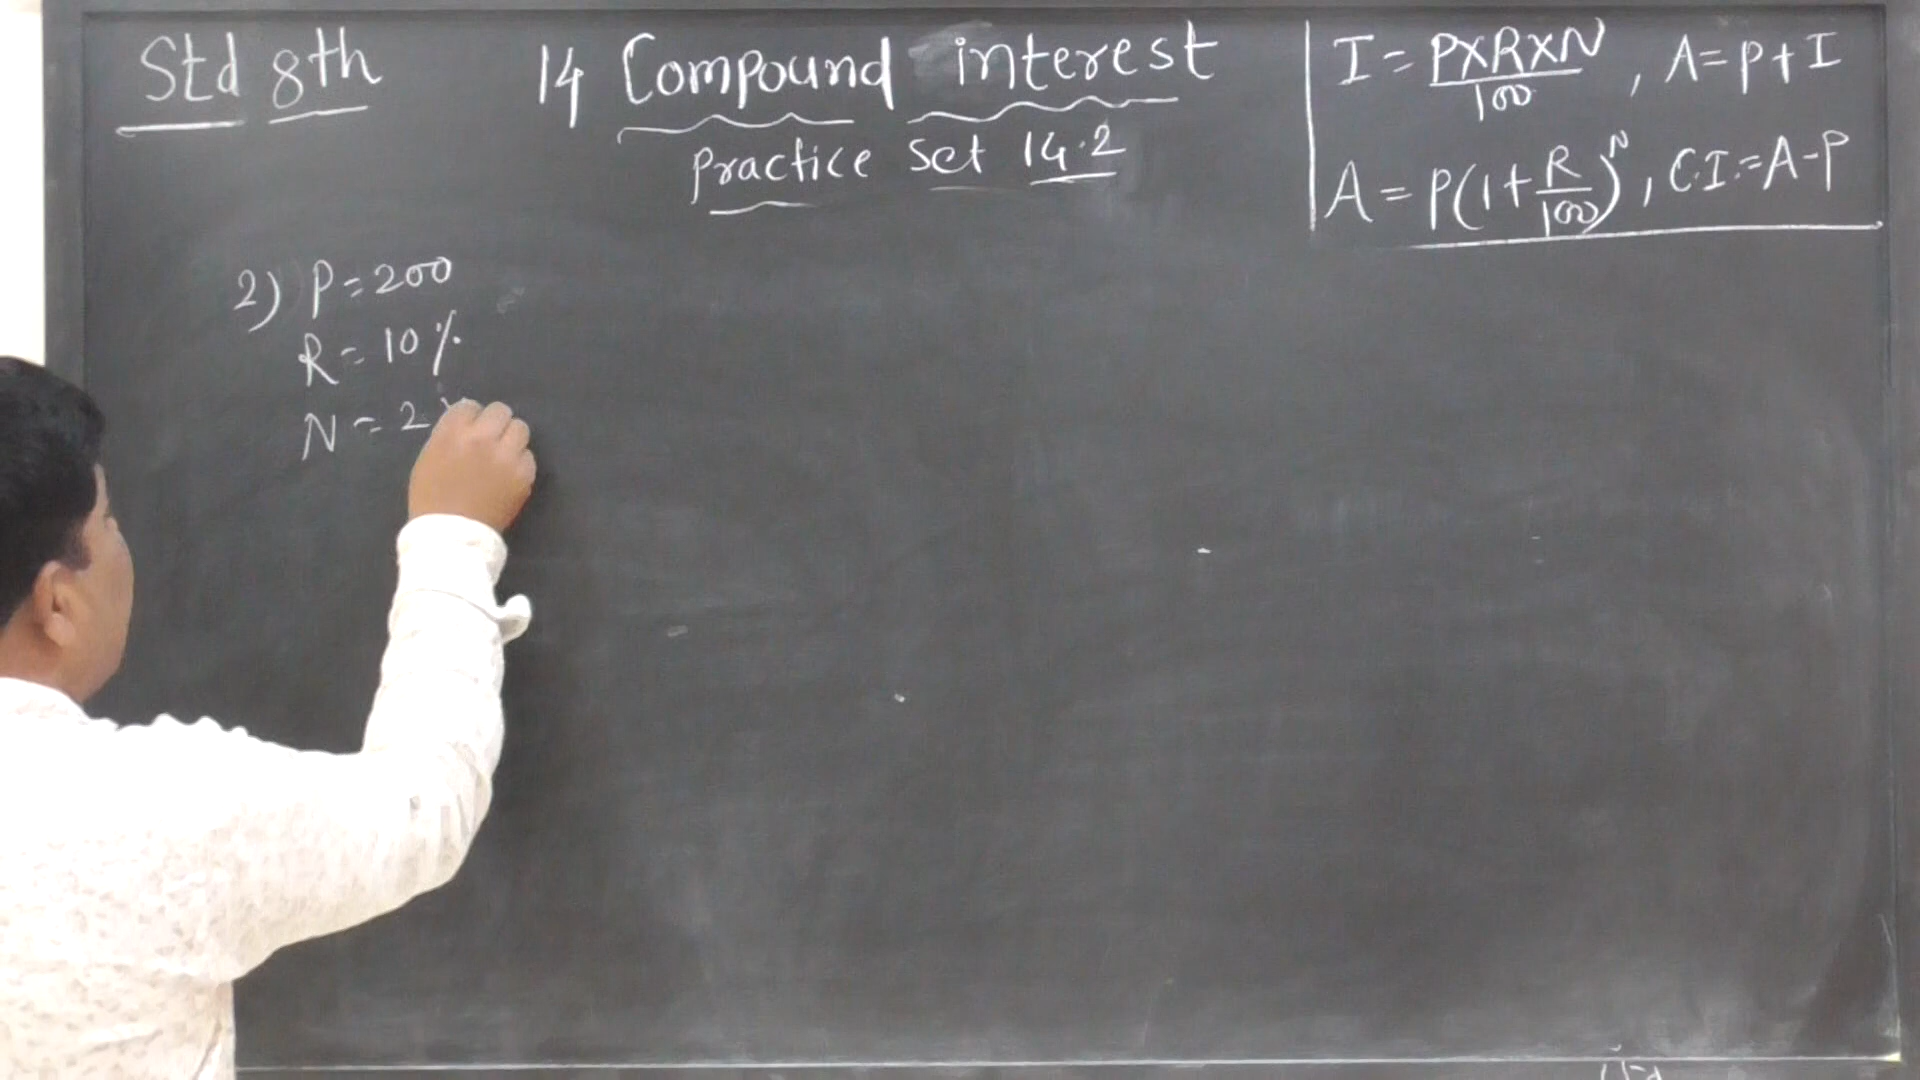 Std 8th
14 Compound interest
practice set 14.2
I = PXRXN/100 , A = P + I
A = P(1+R/100)^N , C.I. = A - P
2) P = 200
R = 10%
N = 2